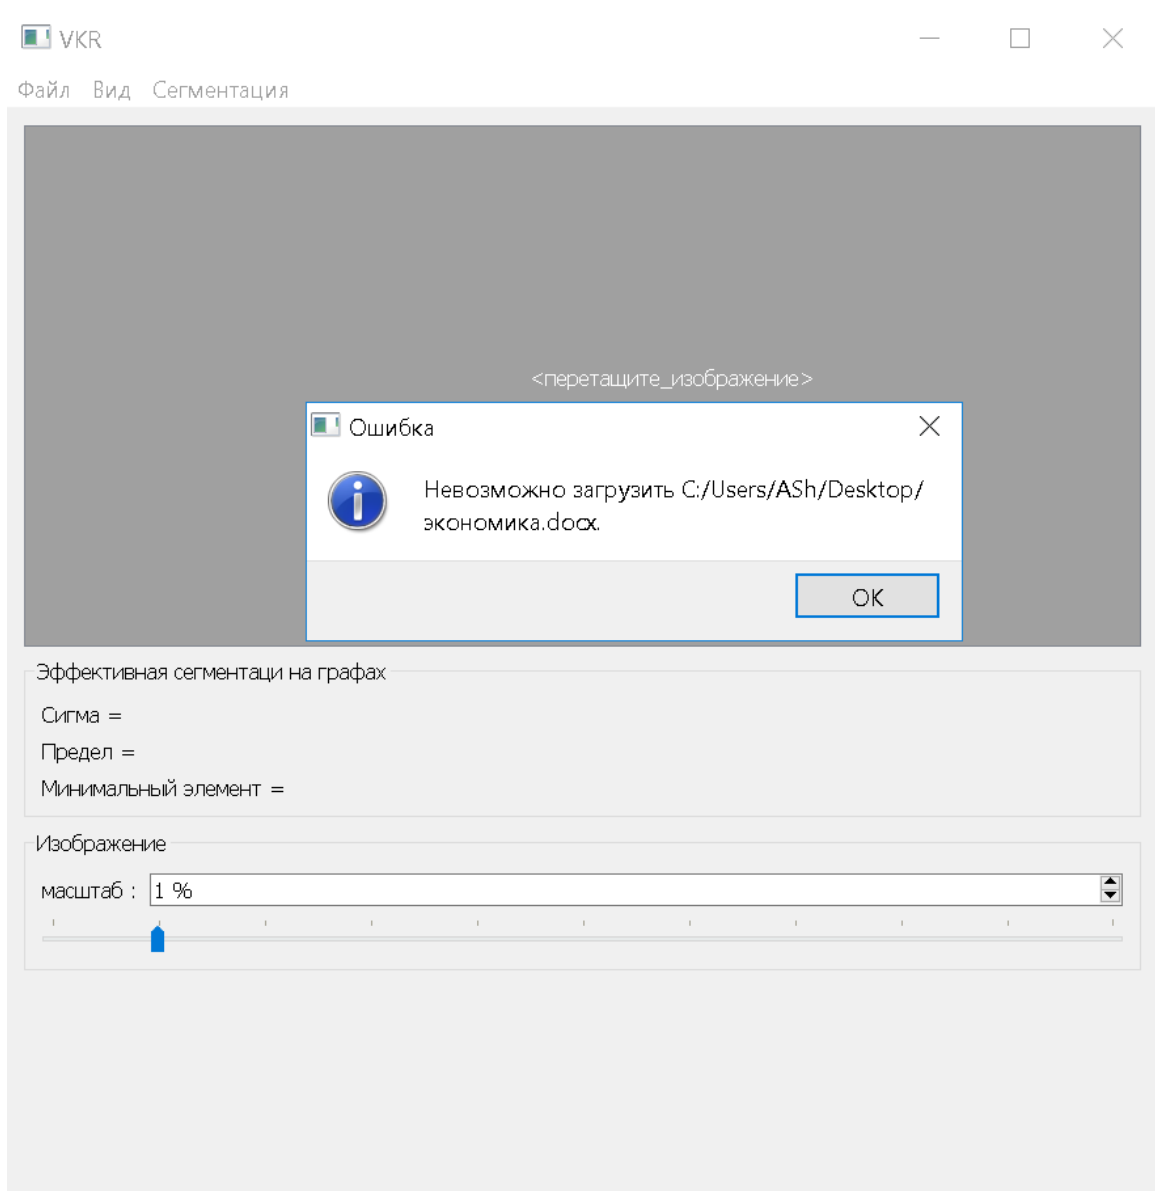 VKR
Файл Вид Сегментация
<перетащите_изображение>
Ошибка
Невозможно загрузить C:/Users/ASh/Desktop/
экономика.docx.
OK
Эффективная сегментаци на графах
Сигма =
Предел =
Минимальный элемент =
Изображение
масштаб : 1 %